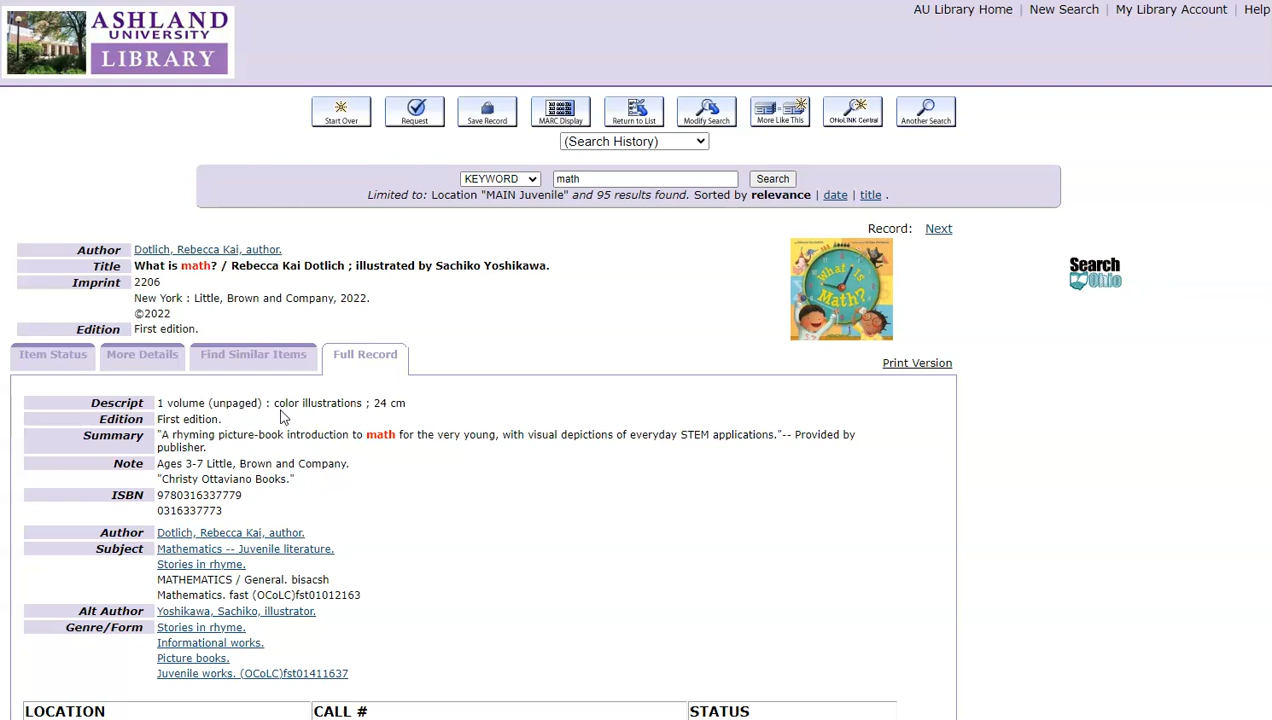 AU Library Home | New Search | My Library Account | Help
ASHLAND
UNIVERSITY
LIBRARY
Start Over Request Save Record MARC Display Return to List Modify Search More Like This OhioLINK Central Another Search
(Search History)
KEYWORD math Search
Limited to: Location "MAIN Juvenile" and 95 results found. Sorted by relevance | date | title .
Record: Next
Author Dotlich, Rebecca Kai, author.
Title What is math? / Rebecca Kai Dotlich ; illustrated by Sachiko Yoshikawa.
Imprint 2206
New York : Little, Brown and Company, 2022.
©2022
Edition First edition.
What Is
Math?
Search
Ohio
Item Status More Details Find Similar Items Full Record
Print Version
Descript 1 volume (unpaged) : color illustrations ; 24 cm
Edition First edition.
Summary "A rhyming picture-book introduction to math for the very young, with visual depictions of everyday STEM applications."-- Provided by
publisher.
Note Ages 3-7 Little, Brown and Company.
"Christy Ottaviano Books."
ISBN 9780316337779
0316337773
Author Dotlich, Rebecca Kai, author.
Subject Mathematics -- Juvenile literature.
Stories in rhyme.
MATHEMATICS / General. bisacsh
Mathematics. fast (OCoLC)fst01012163
Alt Author Yoshikawa, Sachiko, illustrator.
Genre/Form Stories in rhyme.
Informational works.
Picture books.
Juvenile works. (OCoLC)fst01411637
LOCATION CALL # STATUS